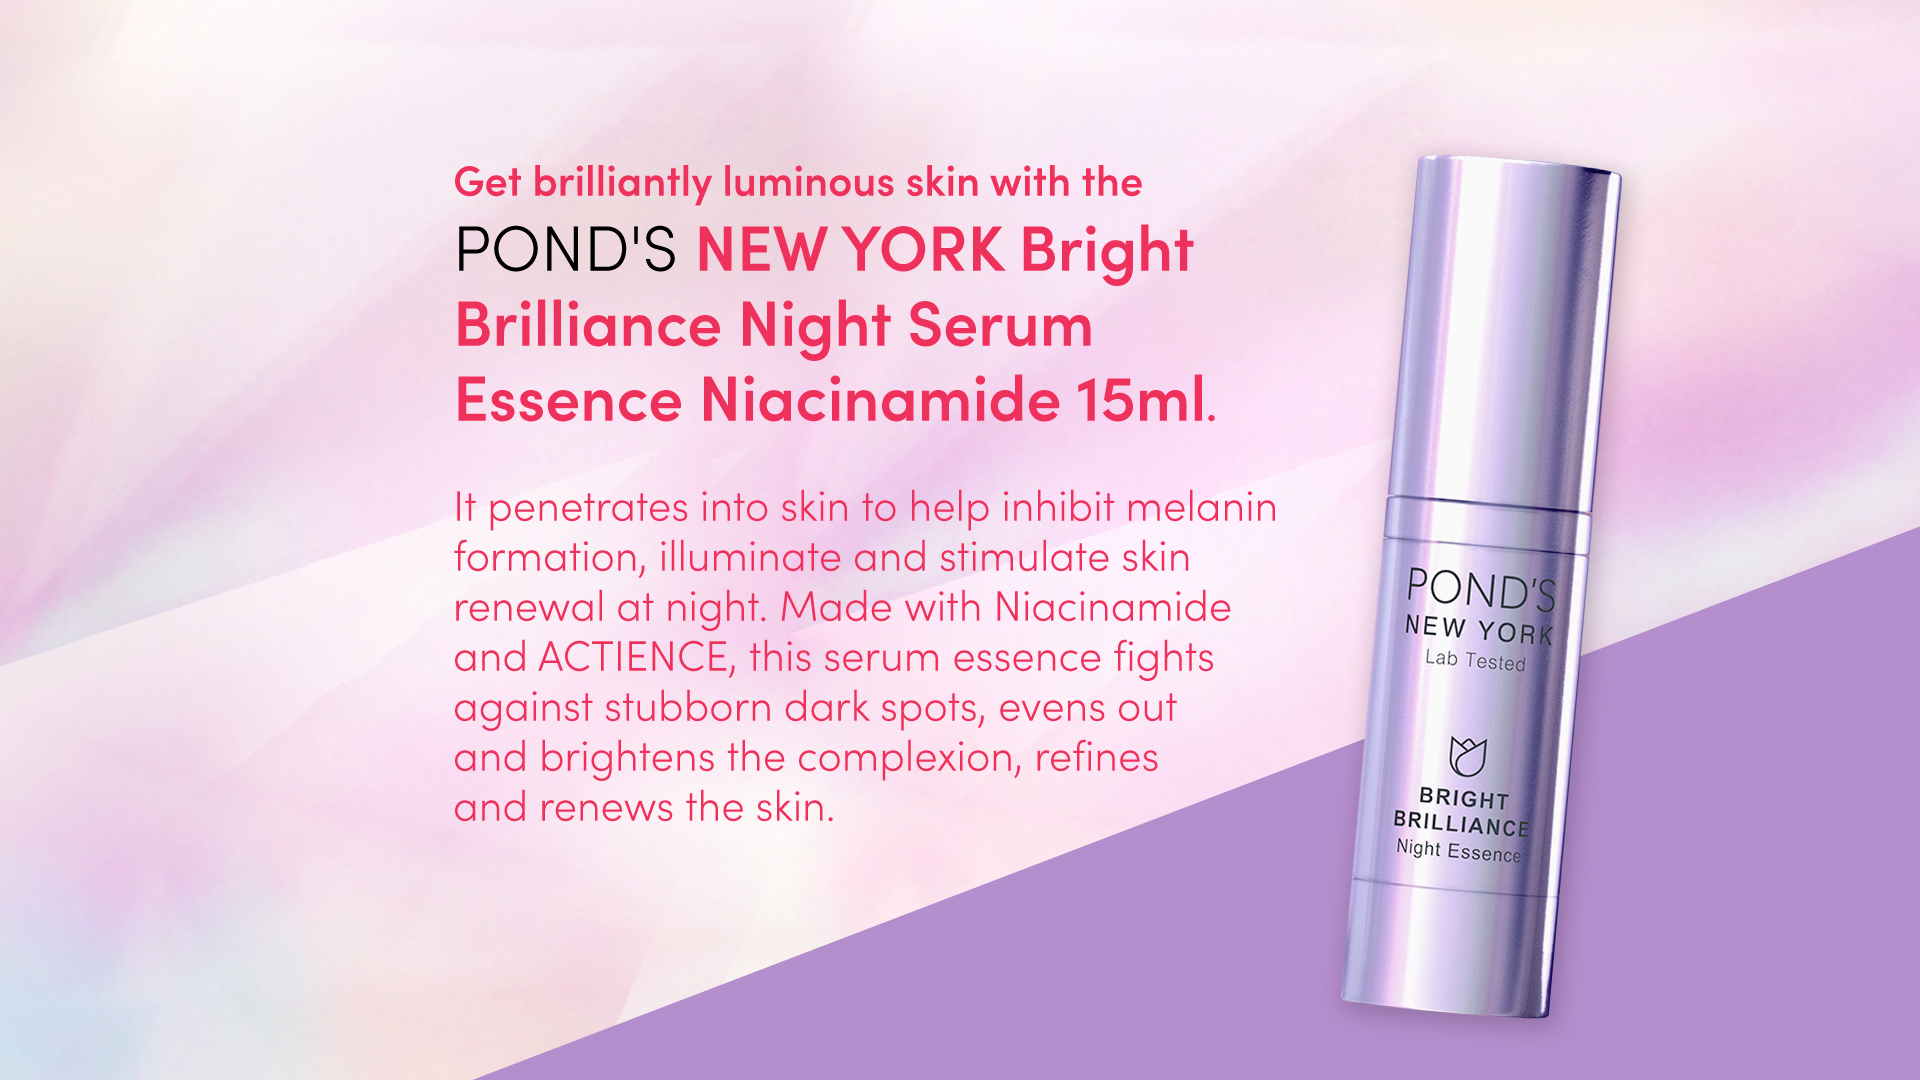 Get brilliantly luminous skin with the
POND'S NEW YORK Bright
Brilliance Night Serum
Essence Niacinamide 15ml.
It penetrates into skin to help inhibit melanin
formation, illuminate and stimulate skin
renewal at night. Made with Niacinamide
and ACTIENCE, this serum essence fights
against stubborn dark spots, evens out
and brightens the complexion, refines
and renews the skin.
POND'S
NEW YORK
Lab Tested
BRIGHT
BRILLIANCE
Night Essence